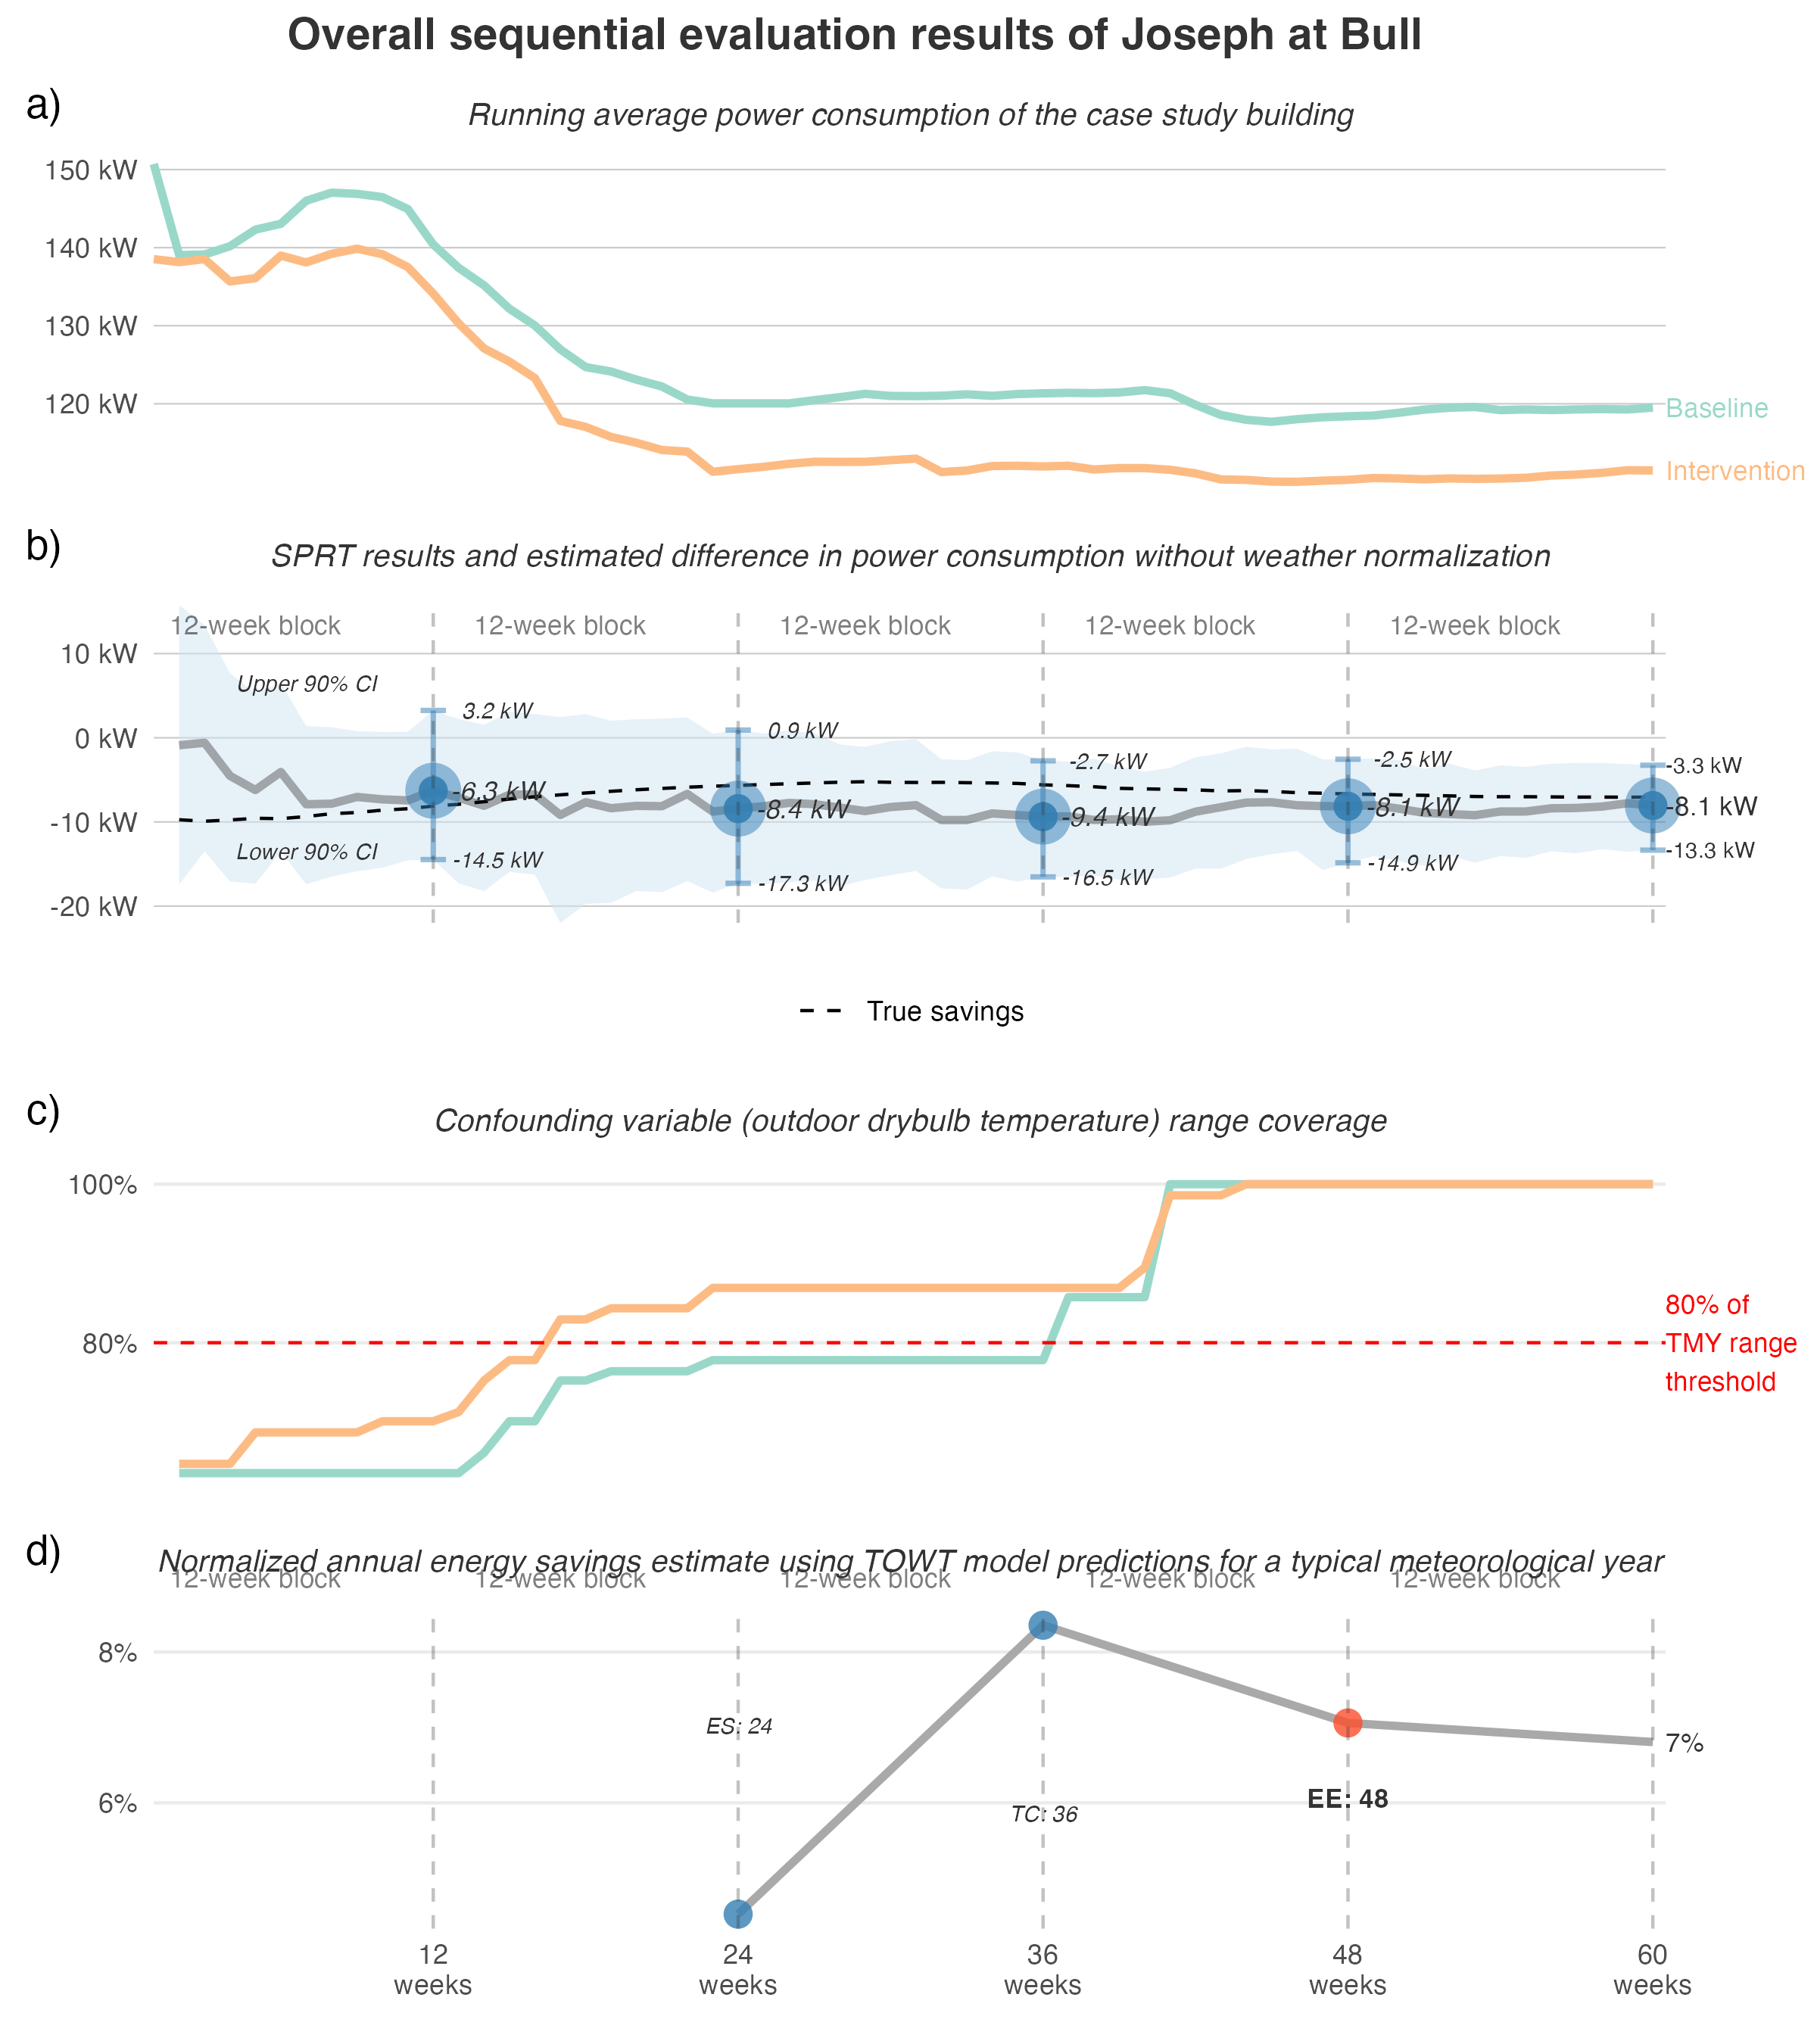 Overall sequential evaluation results of Joseph at Bull
a)
Running average power consumption of the case study building
150 kW
140 kW
130 kW
120 kW
Baseline
Intervention
b)
SPRT results and estimated difference in power consumption without weather normalization
12-week block 12-week block 12-week block 12-week block 12-week block
10 kW
0 kW
-10 kW
-20 kW
Upper 90% CI
Lower 90% CI
3.2 kW
-6.3 kW
-14.5 kW
0.9 kW
-8.4 kW
-17.3 kW
-2.7 kW
-9.4 kW
-16.5 kW
-2.5 kW
-8.1 kW
-14.9 kW
-3.3 kW
-8.1 kW
-13.3 kW
True savings
c)
Confounding variable (outdoor drybulb temperature) range coverage
100%
80%
80% of
TMY range
threshold
d)
Normalized annual energy savings estimate using TOWT model predictions for a typical meteorological year
12-week block 12-week block 12-week block 12-week block 12-week block
8%
6%
ES: 24
TC: 36
EE: 48
7%
12
weeks
24
weeks
36
weeks
48
weeks
60
weeks